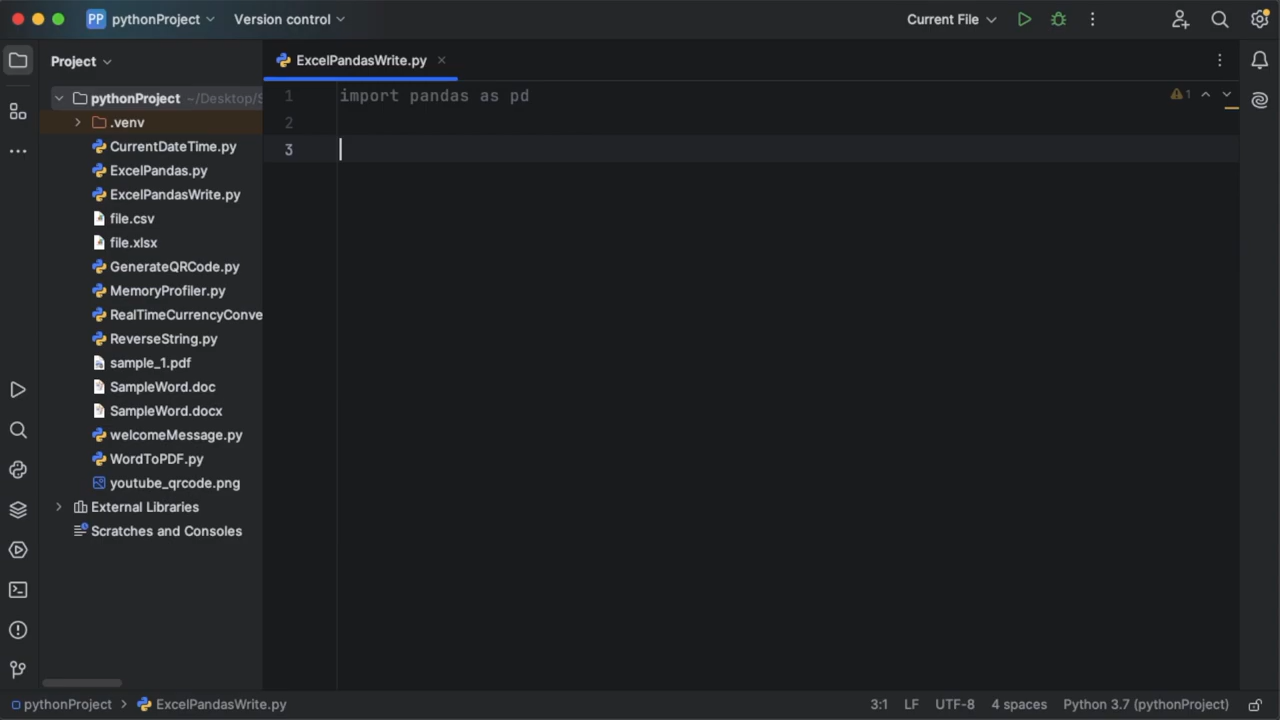 PP pythonProject Version control Current File
Project ExcelPandasWrite.py
pythonProject ~/Desktop/S
.venv
CurrentDateTime.py
ExcelPandas.py
ExcelPandasWrite.py
file.csv
file.xlsx
GenerateQRCode.py
MemoryProfiler.py
RealTimeCurrencyConve
ReverseString.py
sample_1.pdf
SampleWord.doc
SampleWord.docx
welcomeMessage.py
WordToPDF.py
youtube_qrcode.png
External Libraries
Scratches and Consoles
1 import pandas as pd 1
2
3
pythonProject ExcelPandasWrite.py 3:1 LF UTF-8 4 spaces Python 3.7 (pythonProject)